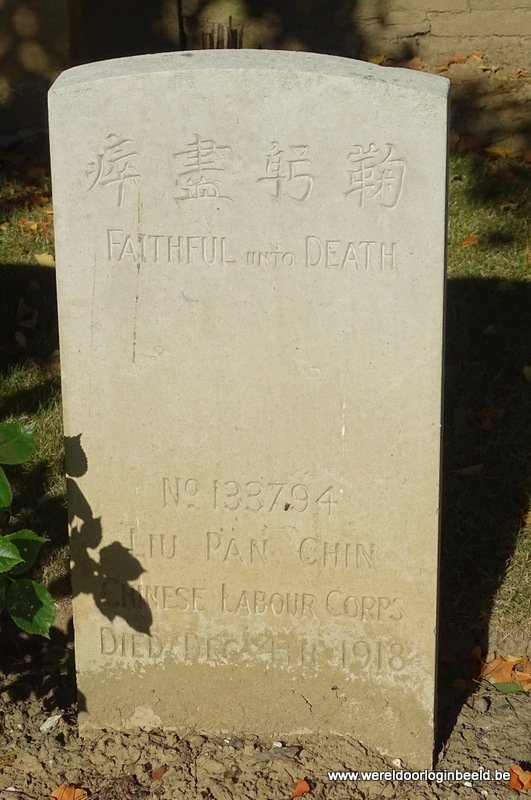 鞠躬盡瘁
FAITHFUL UNTO DEATH
No 133794
LIU PAN CHIN
CHINESE LABOUR CORPS
DIED DEC. 4TH 1918
www.wereldoorloginbeeld.be